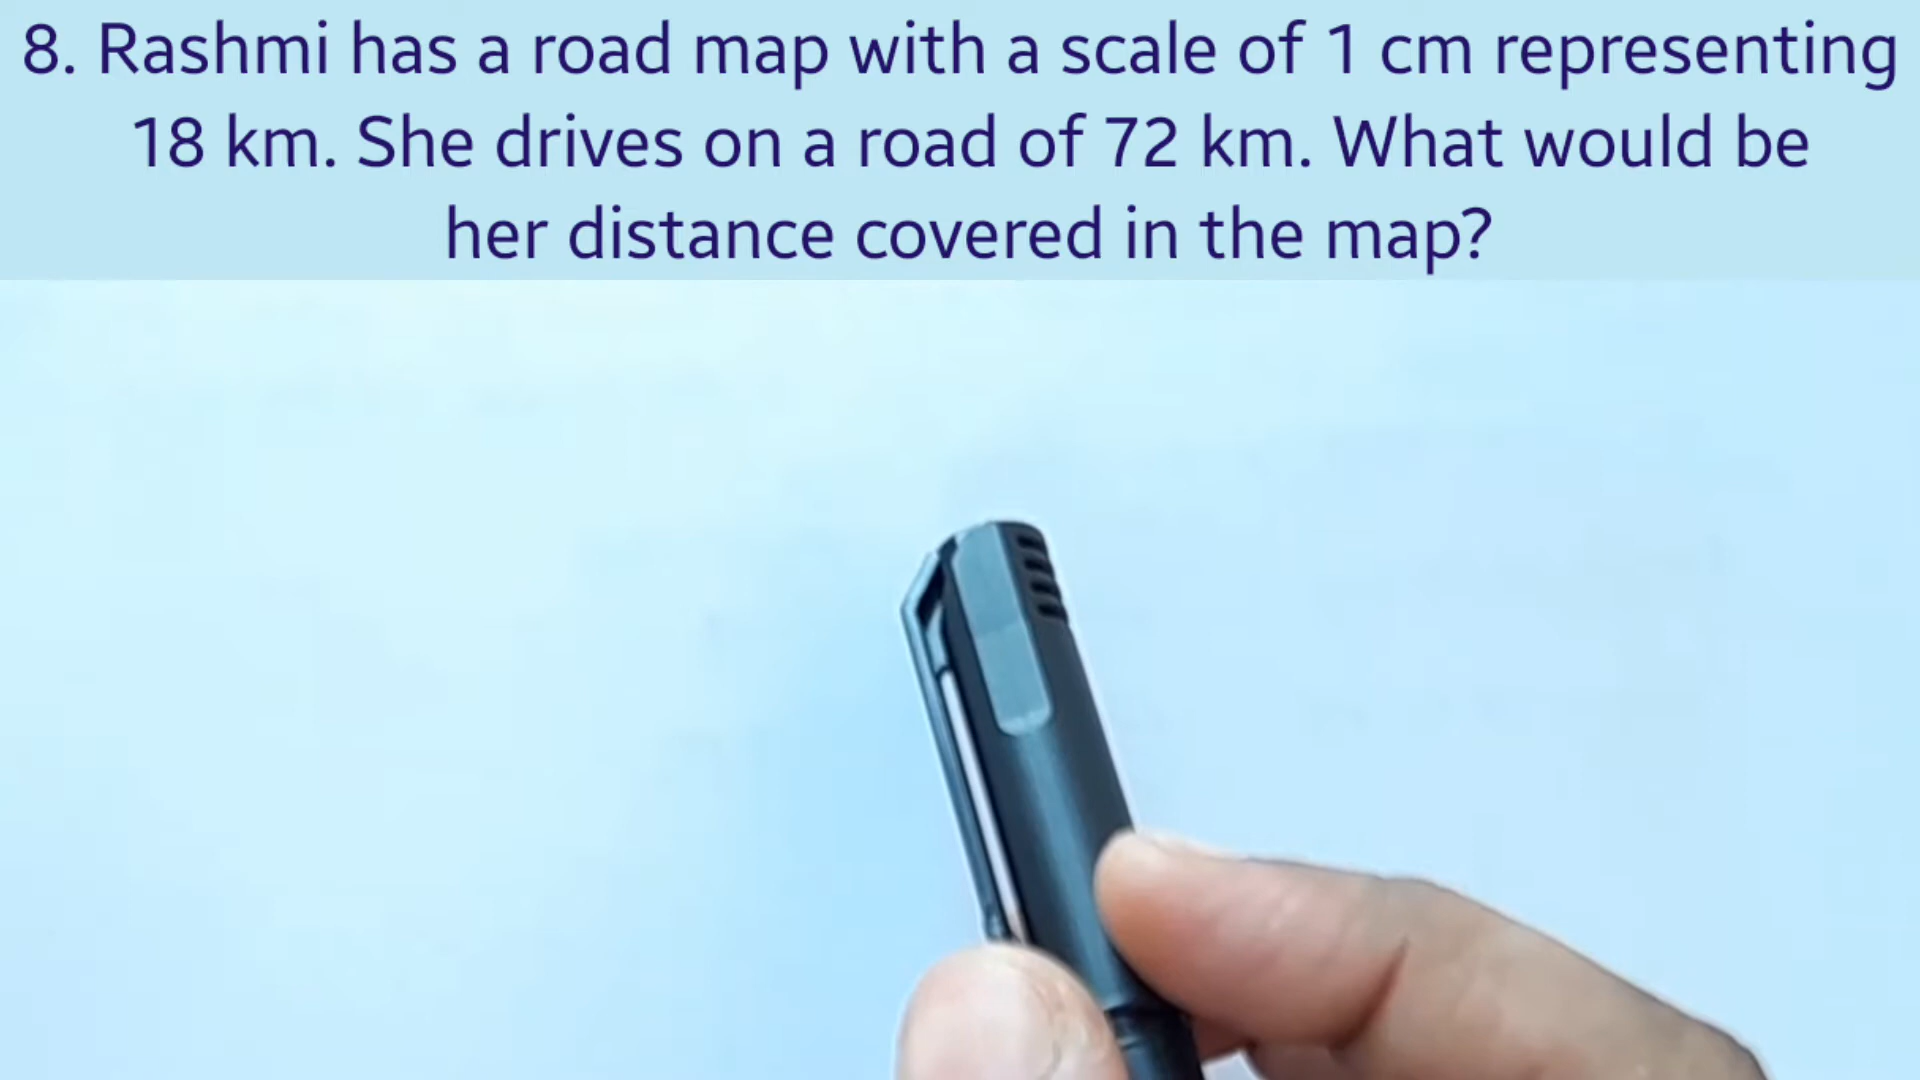 8. Rashmi has a road map with a scale of 1 cm representing
18 km. She drives on a road of 72 km. What would be
her distance covered in the map?